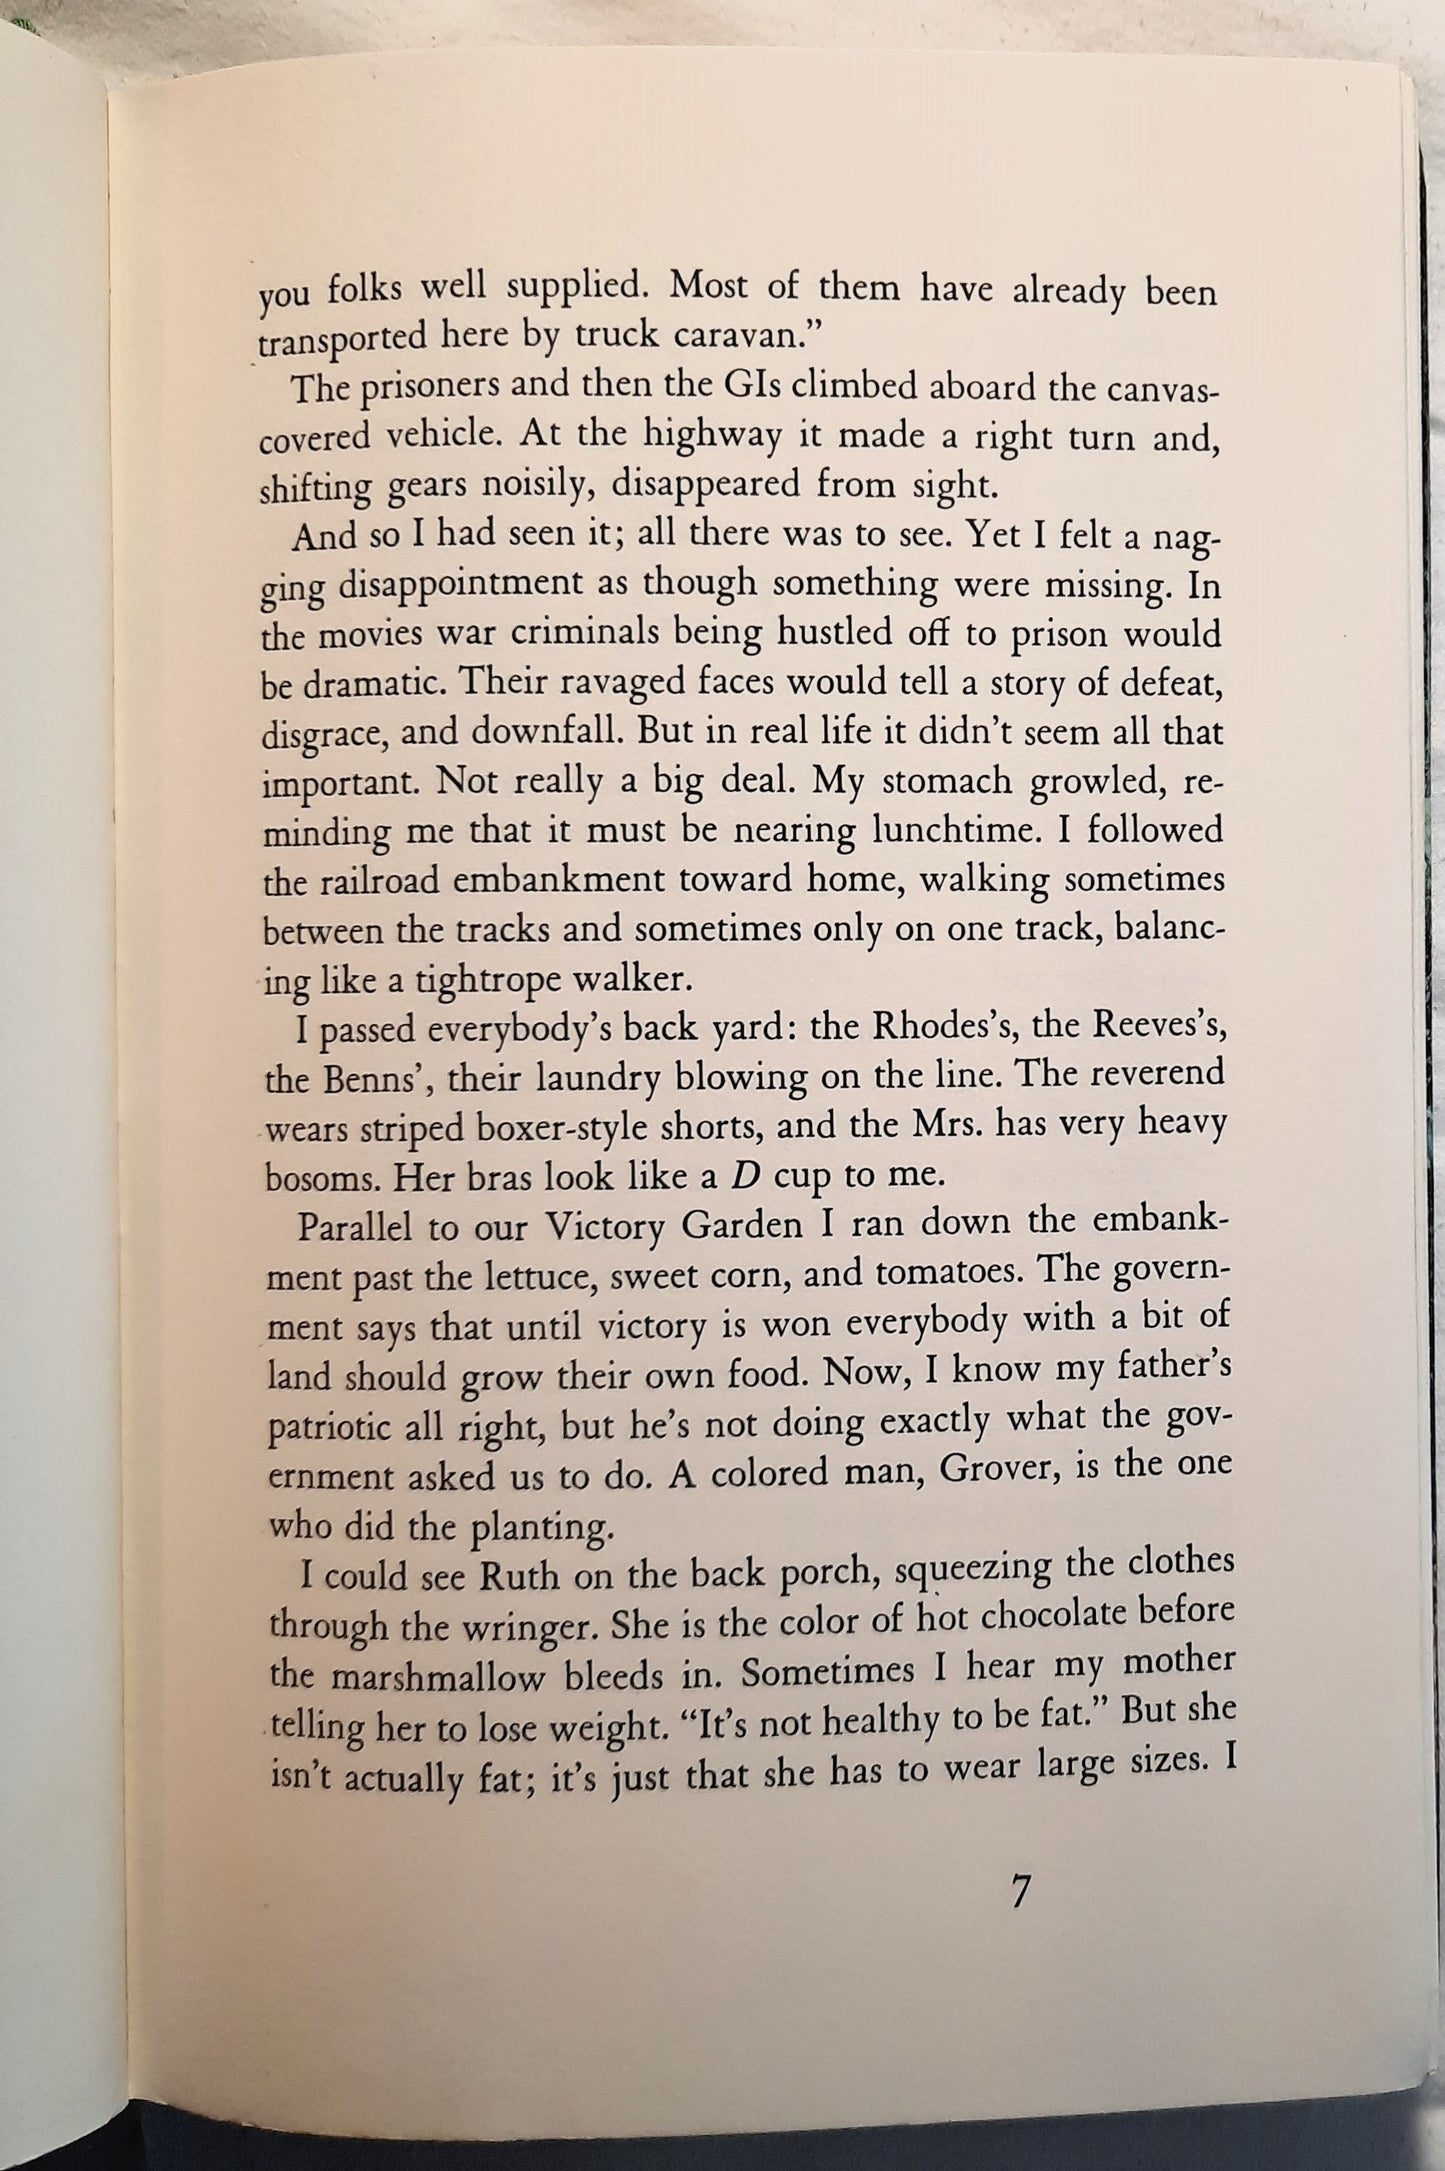 you folks well supplied. Most of them have already been
transported here by truck caravan.”
The prisoners and then the GIs climbed aboard the canvas-
covered vehicle. At the highway it made a right turn and,
shifting gears noisily, disappeared from sight.
And so I had seen it; all there was to see. Yet I felt a nag-
ging disappointment as though something were missing. In
the movies war criminals being hustled off to prison would
be dramatic. Their ravaged faces would tell a story of defeat,
disgrace, and downfall. But in real life it didn’t seem all that
important. Not really a big deal. My stomach growled, re-
minding me that it must be nearing lunchtime. I followed
the railroad embankment toward home, walking sometimes
between the tracks and sometimes only on one track, balanc-
ing like a tightrope walker.
I passed everybody’s back yard: the Rhodes’s, the Reeves’s,
the Benns’, their laundry blowing on the line. The reverend
wears striped boxer-style shorts, and the Mrs. has very heavy
bosoms. Her bras look like a D cup to me.
Parallel to our Victory Garden I ran down the embank-
ment past the lettuce, sweet corn, and tomatoes. The govern-
ment says that until victory is won everybody with a bit of
land should grow their own food. Now, I know my father’s
patriotic all right, but he’s not doing exactly what the gov-
ernment asked us to do. A colored man, Grover, is the one
who did the planting.
I could see Ruth on the back porch, squeezing the clothes
through the wringer. She is the color of hot chocolate before
the marshmallow bleeds in. Sometimes I hear my mother
telling her to lose weight. “It’s not healthy to be fat.” But she
isn’t actually fat; it’s just that she has to wear large sizes. I
7